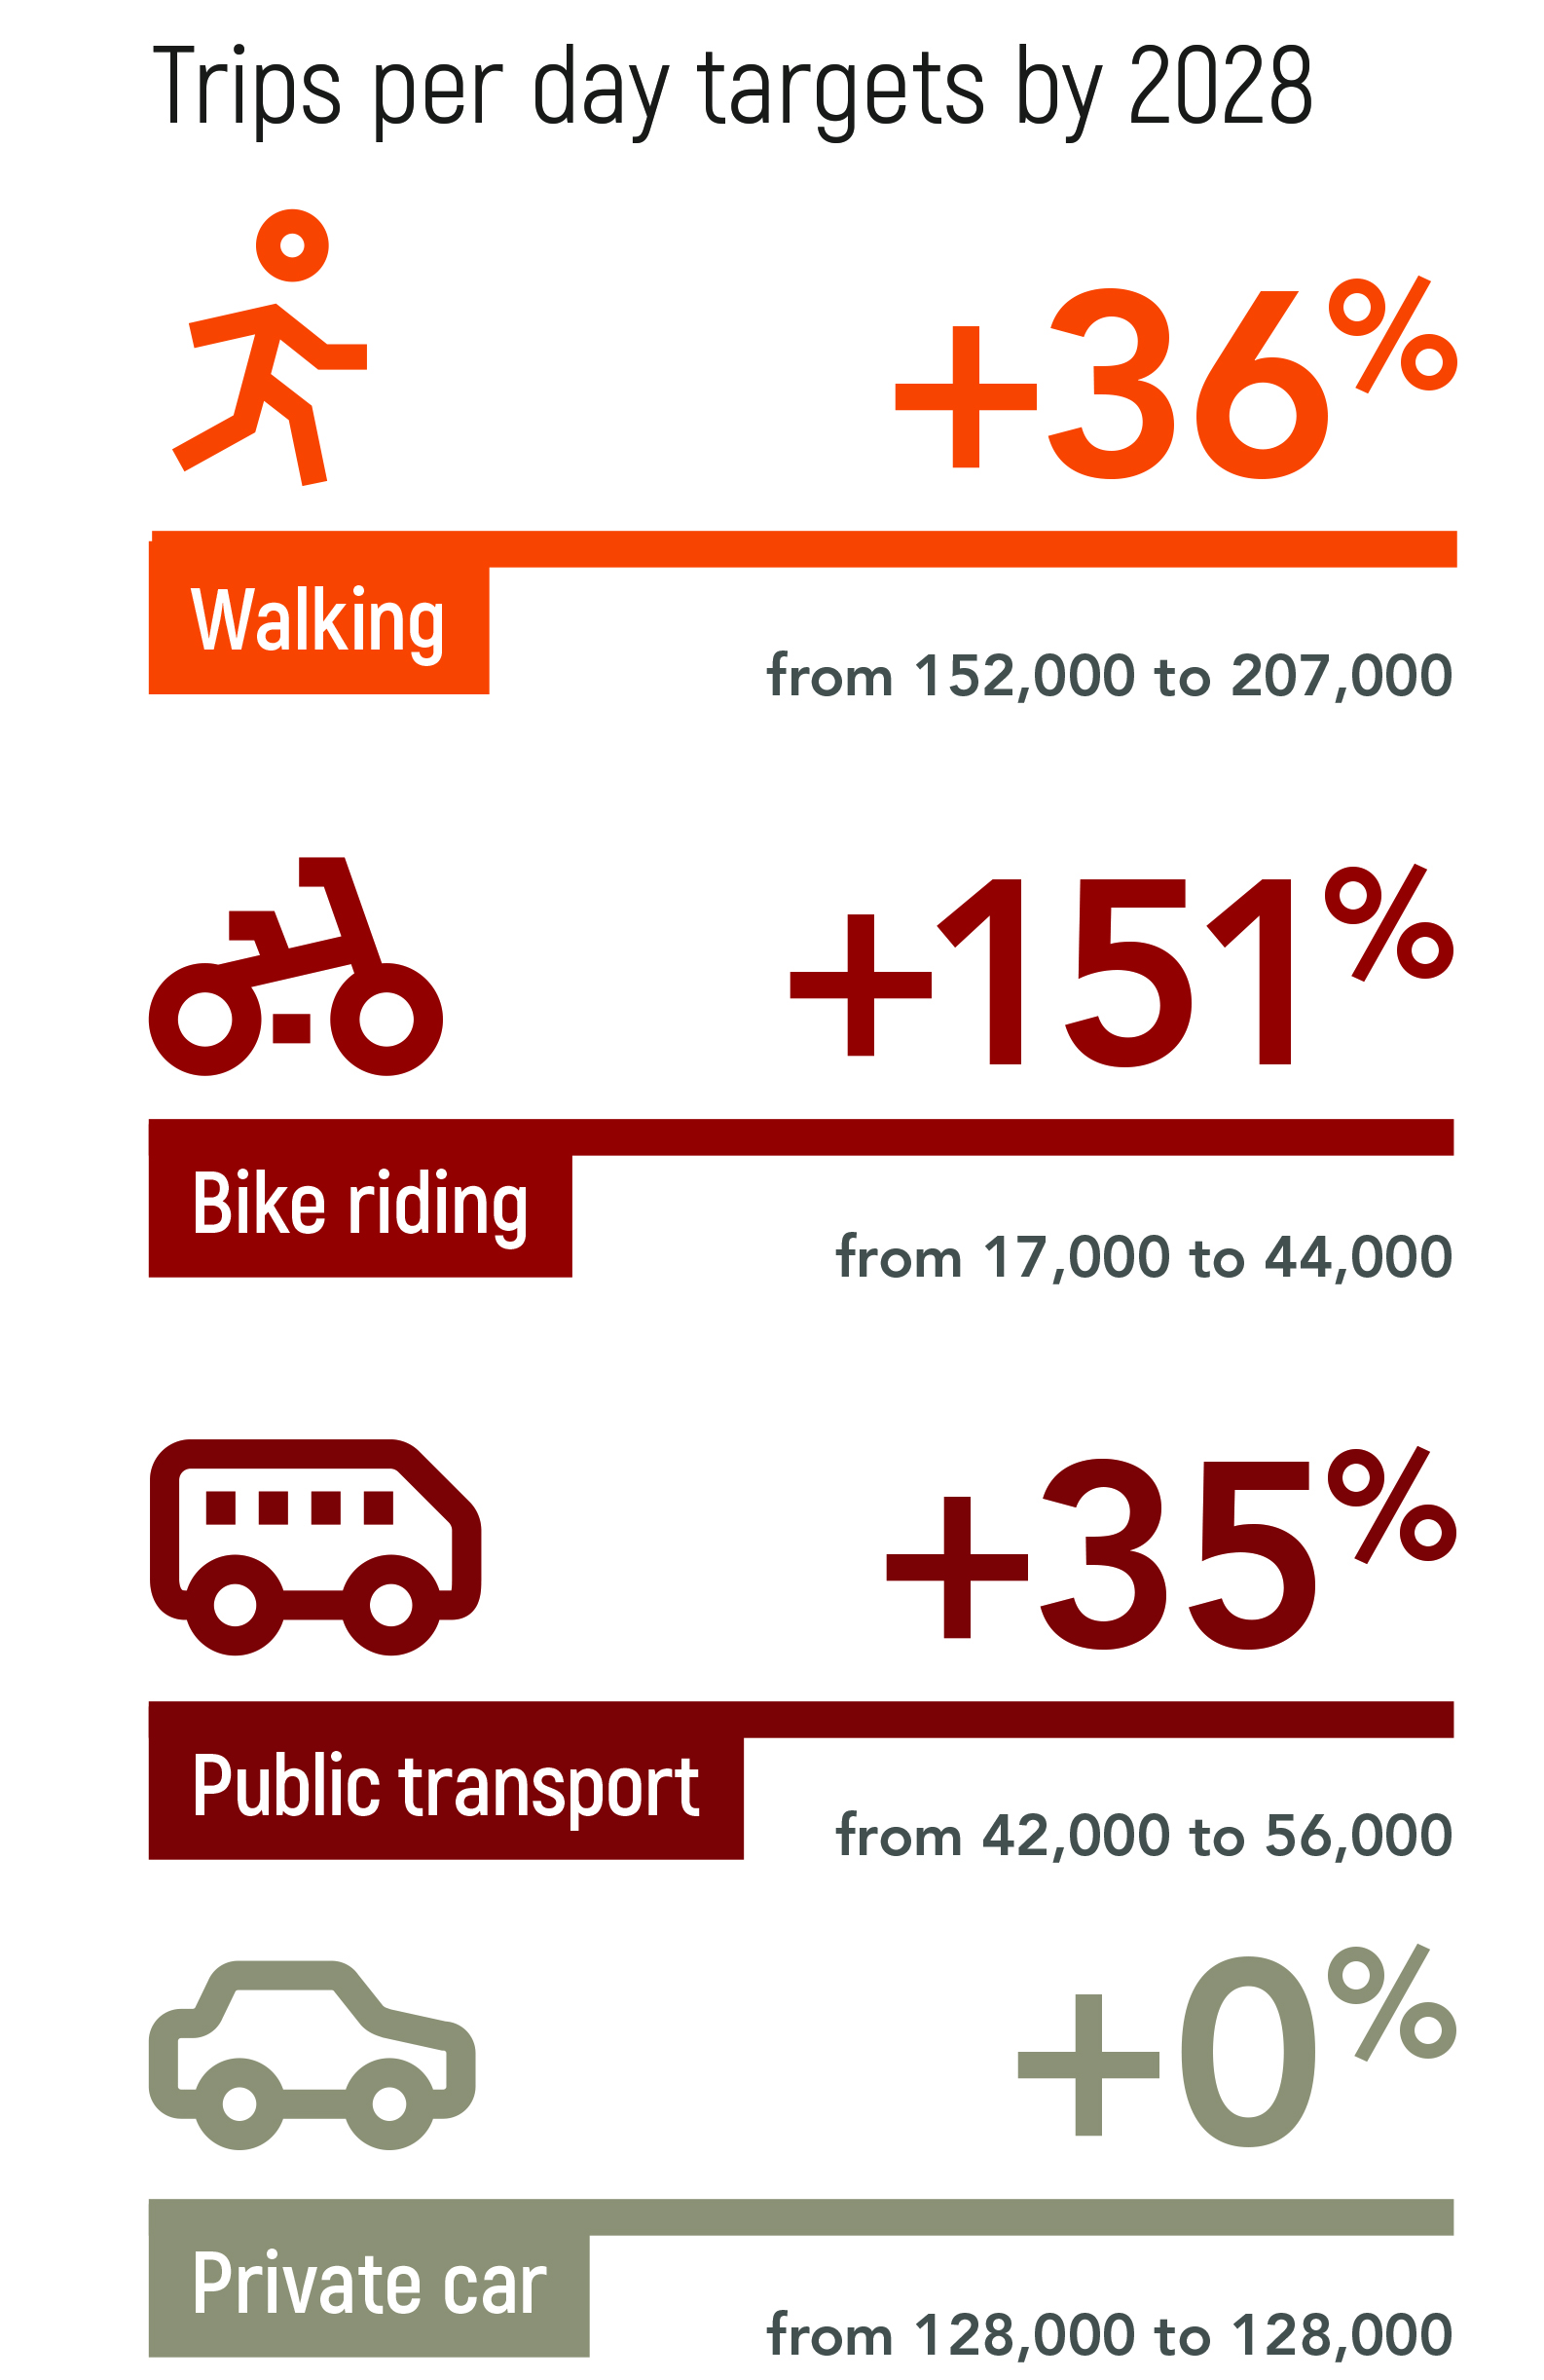 Trips per day targets by 2028
+36%
Walking
from 152,000 to 207,000
+151%
Bike riding
from 17,000 to 44,000
+35%
Public transport
from 42,000 to 56,000
+0%
Private car
from 128,000 to 128,000